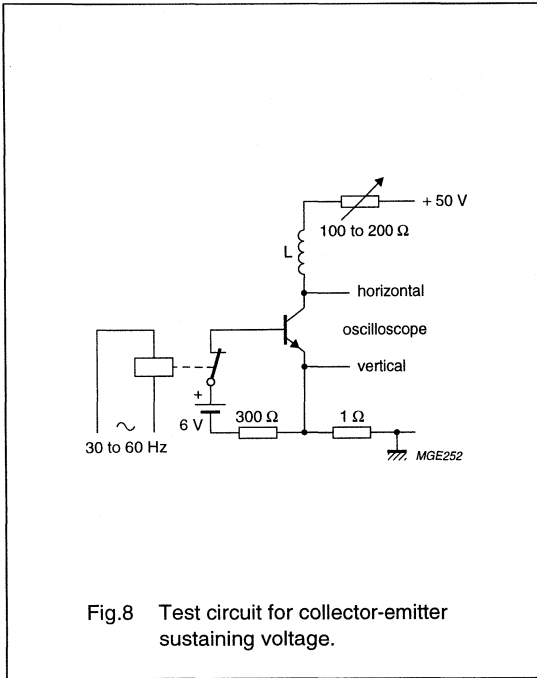 + 50 V
100 to 200 Ω
L
horizontal
oscilloscope
vertical
+
6 V
300 Ω
1 Ω
30 to 60 Hz
MGE252
Fig.8 Test circuit for collector-emitter
sustaining voltage.